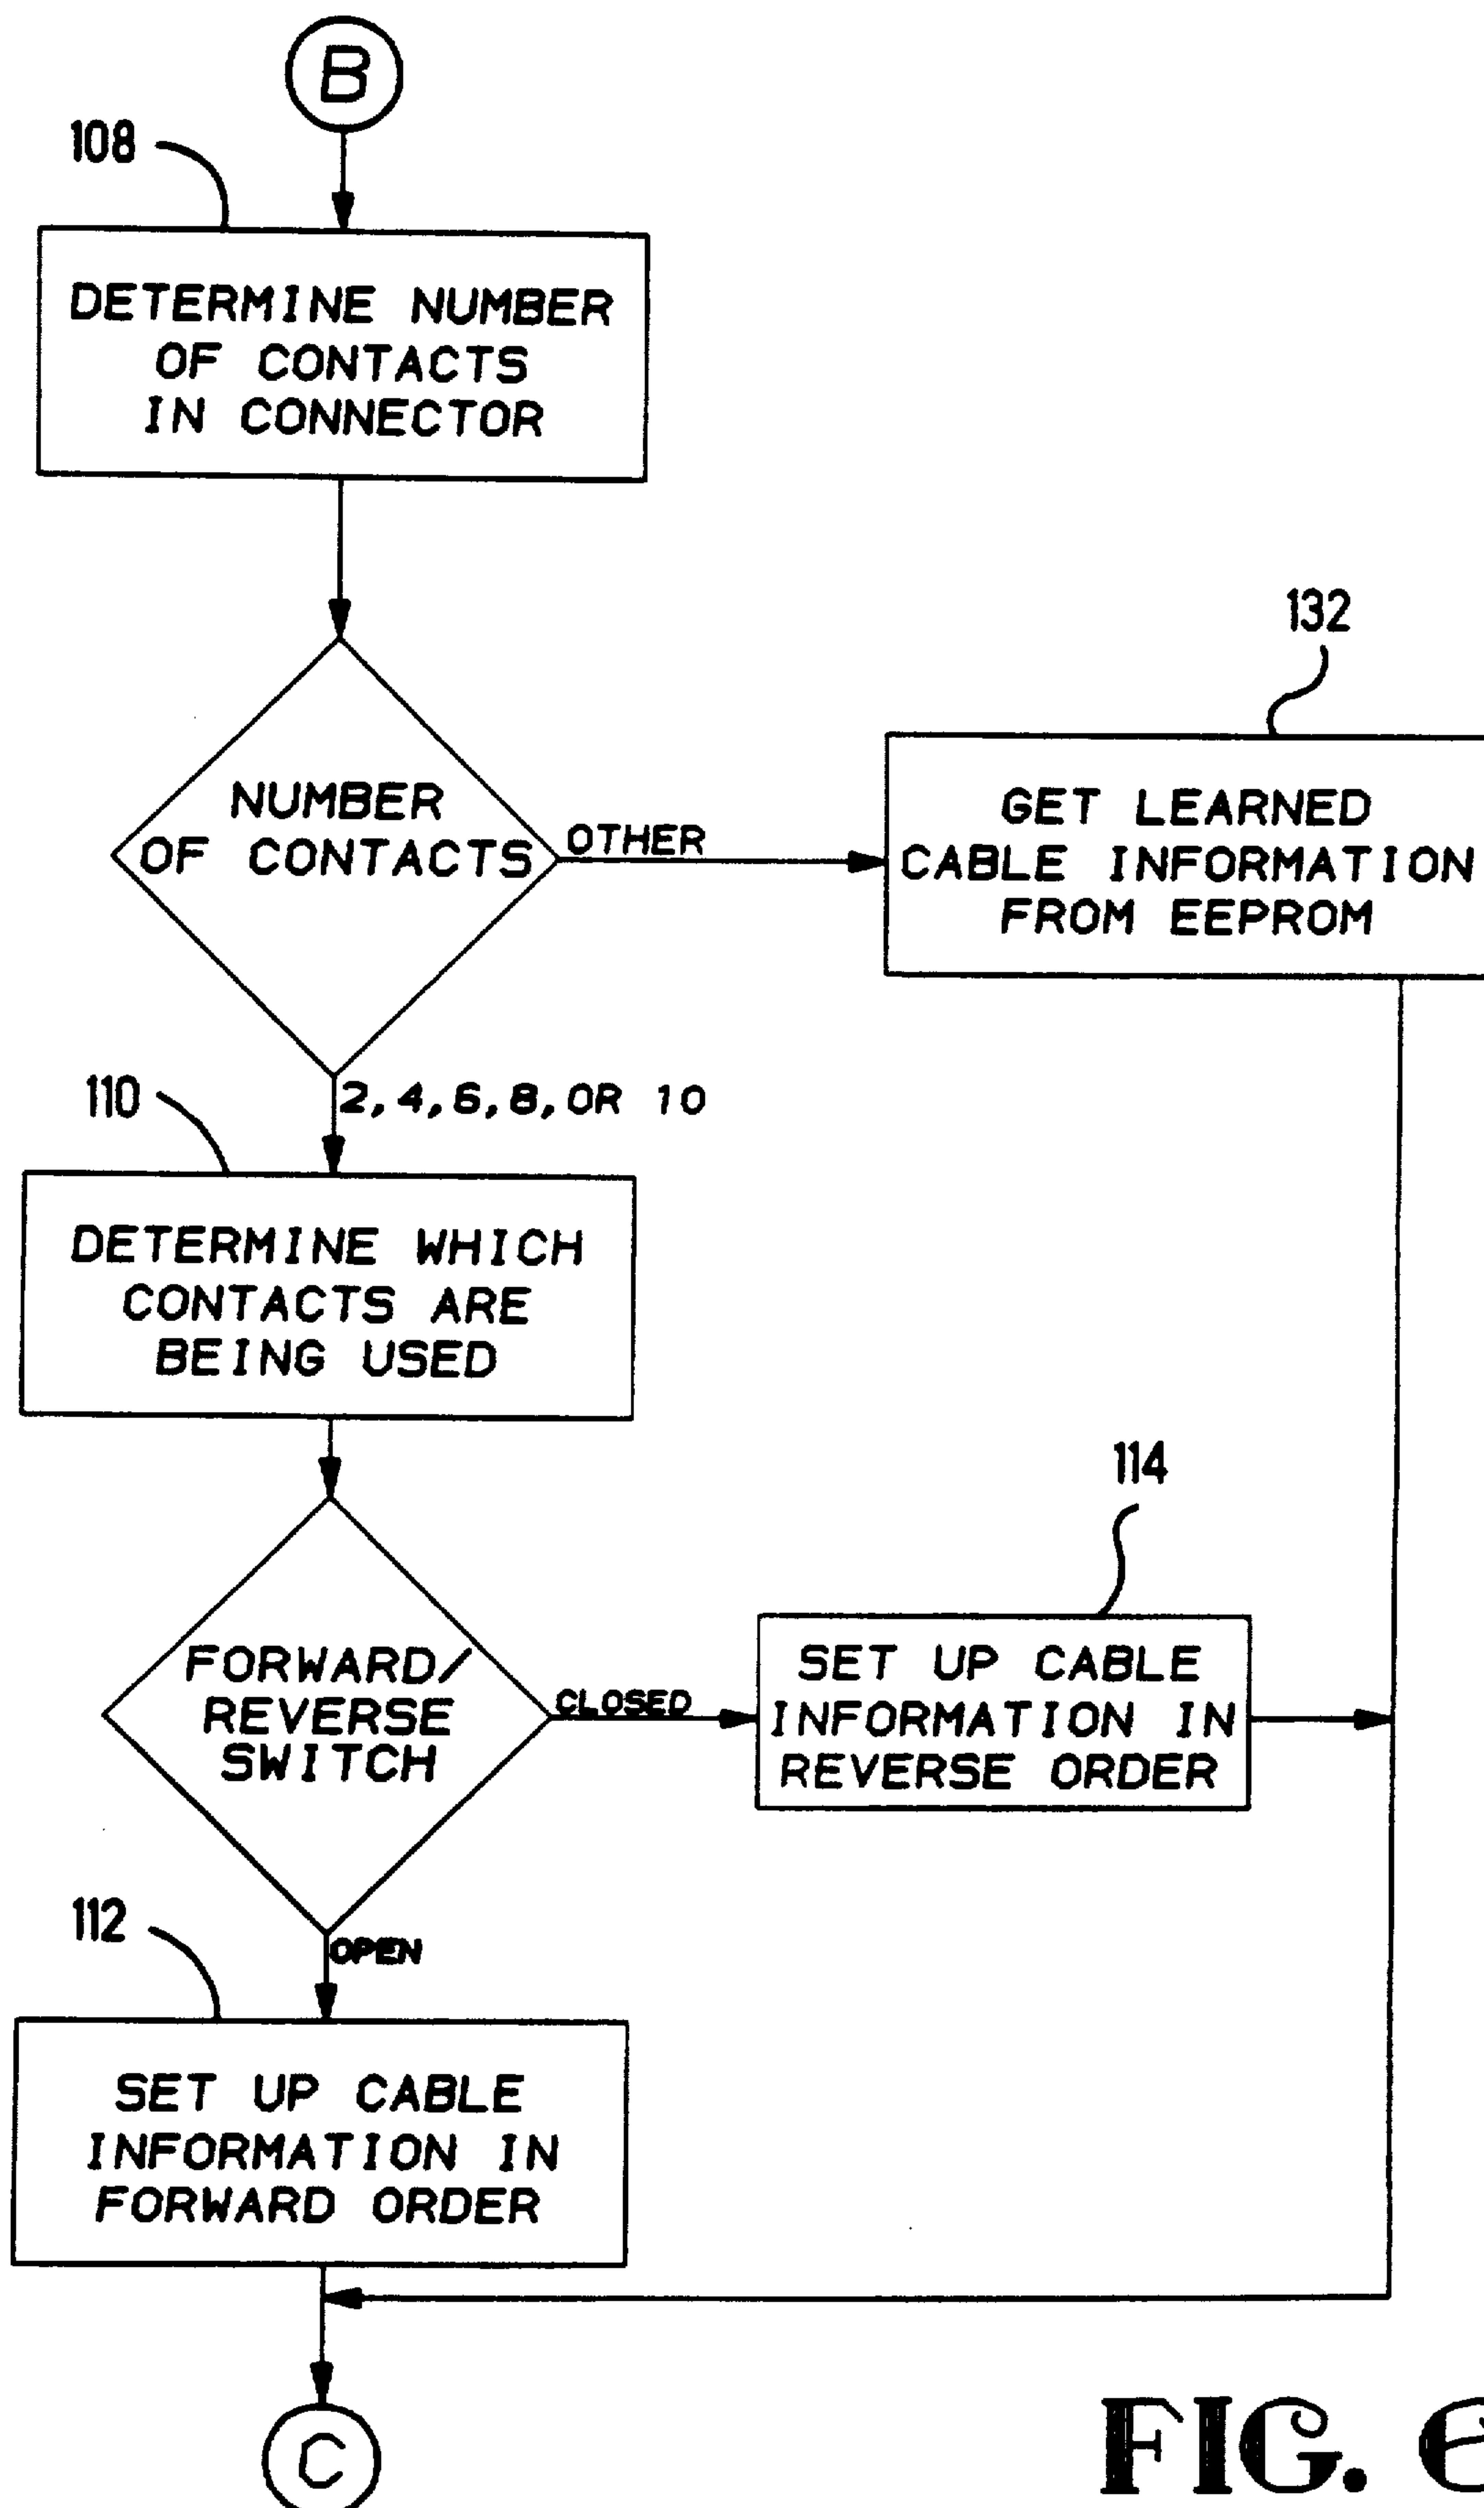 B
108
DETERMINE NUMBER
OF CONTACTS
IN CONNECTOR
132
NUMBER
OF CONTACTS
OTHER
GET LEARNED
CABLE INFORMATION
FROM EEPROM
2, 4, 6, 8, OR 10
110
DETERMINE WHICH
CONTACTS ARE
BEING USED
114
FORWARD/
REVERSE
SWITCH
CLOSED
SET UP CABLE
INFORMATION IN
REVERSE ORDER
112
OPEN
SET UP CABLE
INFORMATION IN
FORWARD ORDER
C
FIG.